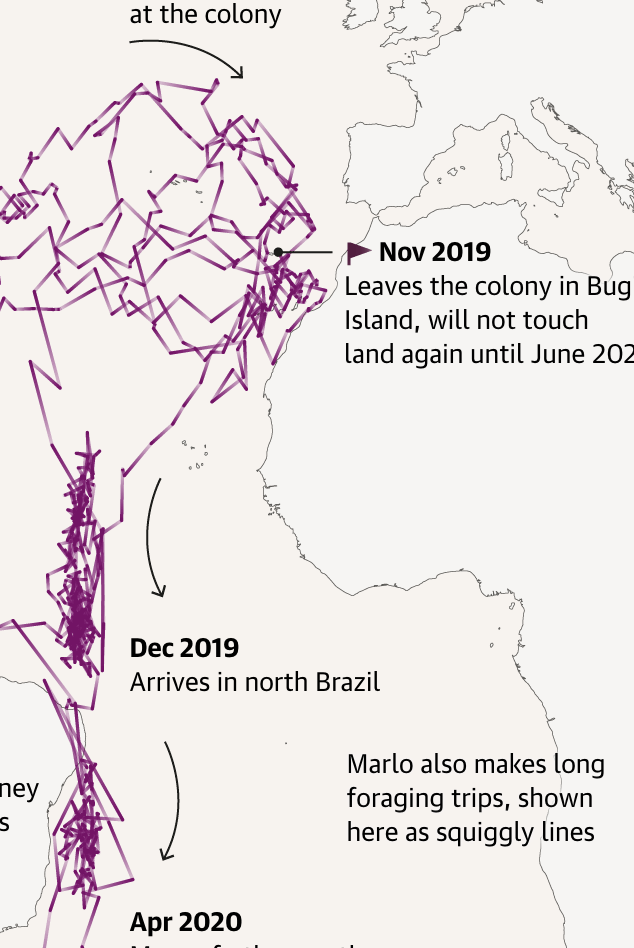 at the colony
Nov 2019
Leaves the colony in Bug
Island, will not touch
land again until June 202
Dec 2019
Arrives in north Brazil
Marlo also makes long
foraging trips, shown
here as squiggly lines
ney
s
Apr 2020